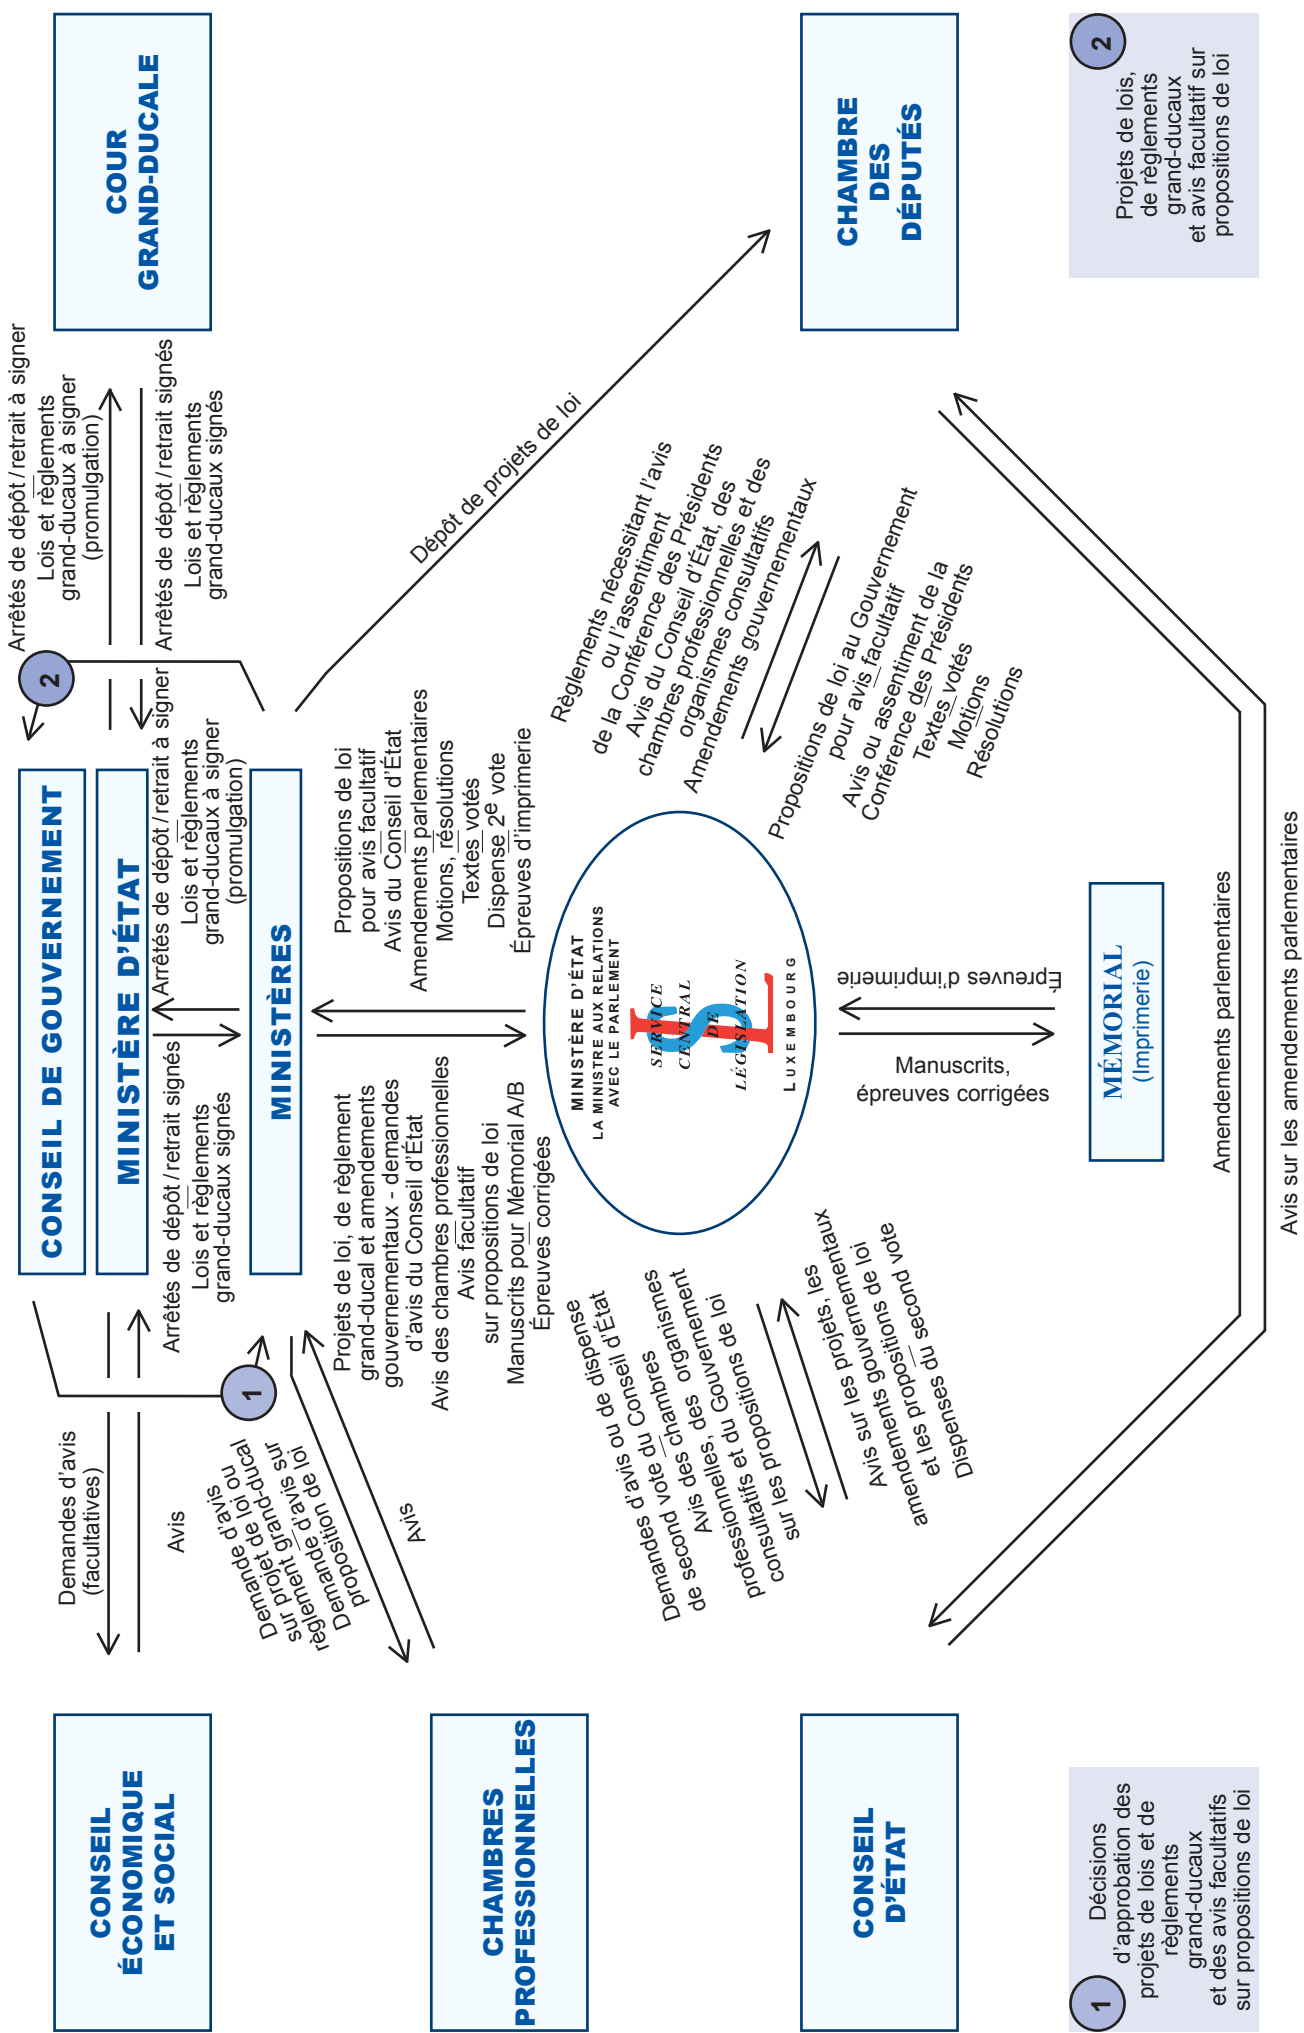 CONSEIL
ÉCONOMIQUE
ET SOCIAL
Demandes d'avis
(facultatives)
Avis
CONSEIL DE GOUVERNEMENT
MINISTÈRE D'ÉTAT
2
Arrêtés de dépôt / retrait à signer
Lois et règlements
grand-ducaux à signer
(promulgation)
Arrêtés de dépôt / retrait signés
Lois et règlements
grand-ducaux signés
COUR
GRAND-DUCALE
Arrêtés de dépôt / retrait signés
Lois et règlements
grand-ducaux signés
Arrêtés de dépôt / retrait à signer
Lois et règlements
grand-ducaux à signer
(promulgation)
1
MINISTÈRES
Demande d'avis
sur projet de loi ou
règlement grand-ducal
Demande d'avis sur
proposition de loi
Avis
CHAMBRES
PROFESSIONNELLES
Projets de loi, de règlement
grand-ducal et amendements
gouvernementaux - demandes
d'avis du Conseil d'État
Avis des chambres professionnelles
Avis facultatif
sur propositions de loi
Manuscrits pour Mémorial A/B
Épreuves corrigées
Propositions de loi
pour avis facultatif
Avis du Conseil d'État
Amendements parlementaires
Motions, résolutions
Textes votés
Dispense 2e vote
Épreuves d'imprimerie
Dépôt de projets de loi
MINISTÈRE D'ÉTAT
LA MINISTRE AUX RELATIONS
AVEC LE PARLEMENT
SERVICE
CENTRAL
DE
LÉGISLATION
LUXEMBOURG
Demandes d'avis ou de dispense
de second vote du Conseil d'État
Avis des chambres
professionnelles, des organismes
consultatifs et du Gouvernement
sur les propositions de loi
Avis sur les projets, les
amendements gouvernementaux
et les propositions de loi
Dispenses du second vote
Règlements nécessitant l'avis
ou l'assentiment
de la Conférence des Présidents
Avis du Conseil d'État, des
chambres professionnelles et des
organismes consultatifs
Amendements gouvernementaux
Propositions de loi au Gouvernement
pour avis facultatif
Avis ou assentiment de la
Conférence des Présidents
Textes votés
Motions
Résolutions
CONSEIL
D'ÉTAT
CHAMBRE
DES
DÉPUTÉS
Épreuves d'imprimerie
Manuscrits,
épreuves corrigées
MÉMORIAL
(Imprimerie)
Amendements parlementaires
Avis sur les amendements parlementaires
1
Décisions
d'approbation des
projets de lois et de
règlements
grand-ducaux
et des avis facultatifs
sur propositions de loi
2
Projets de lois,
de règlements
grand-ducaux
et avis facultatif sur
propositions de loi